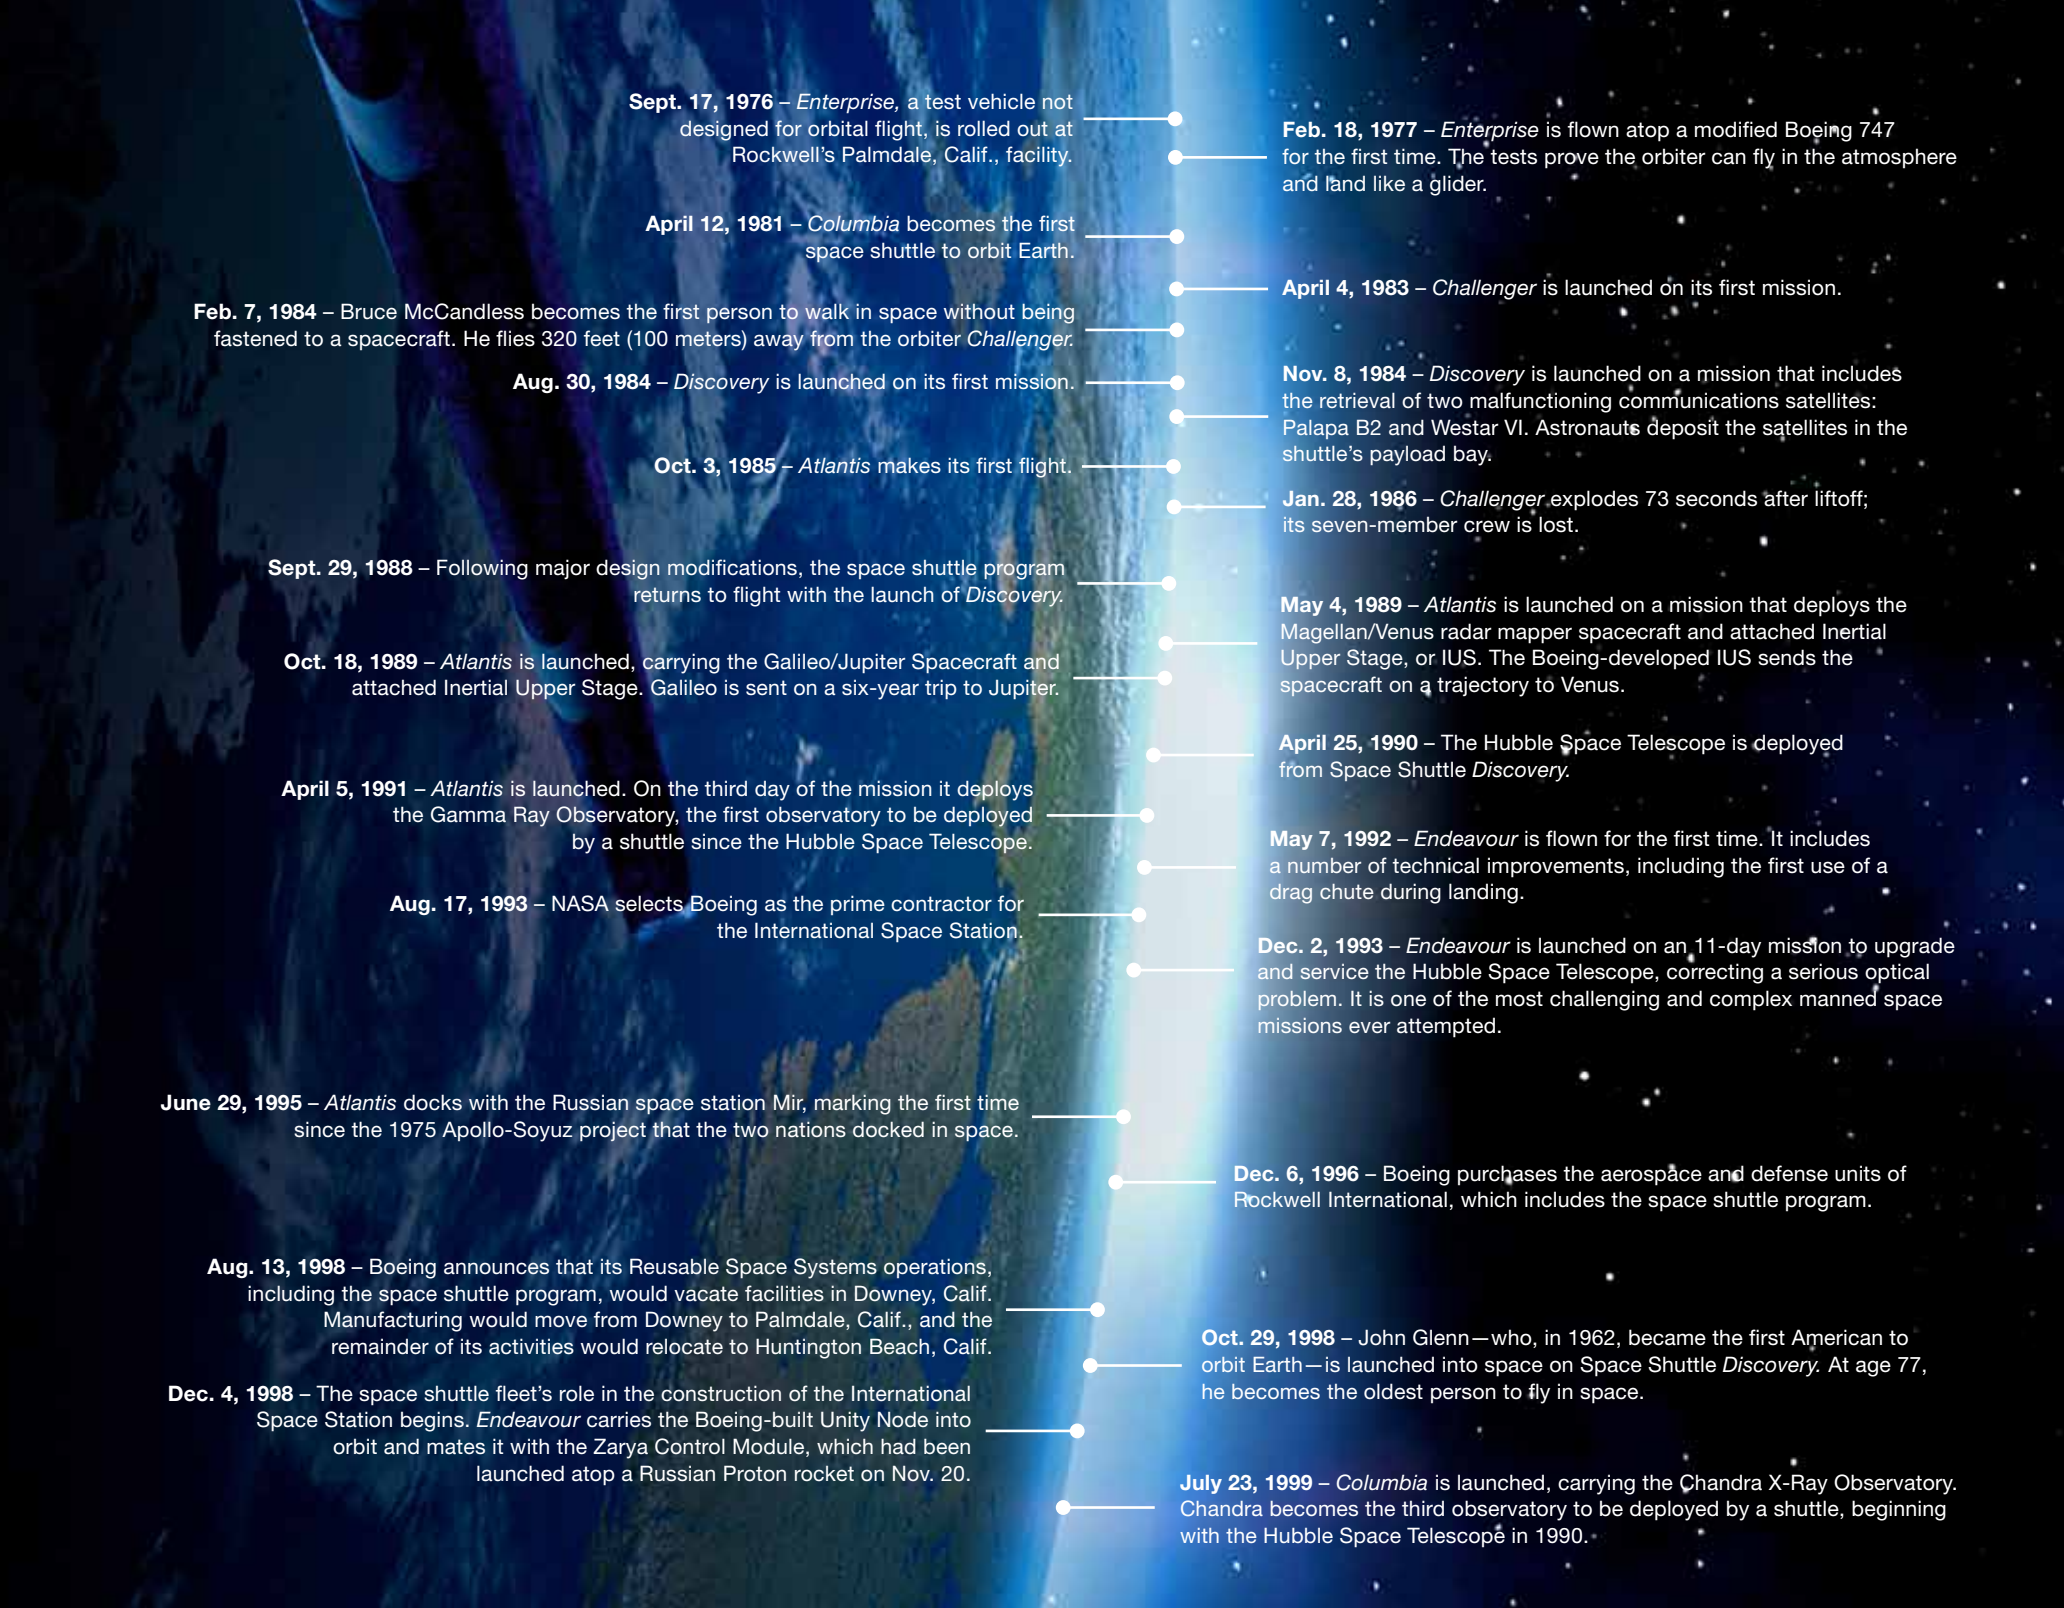 Sept. 17, 1976 – Enterprise, a test vehicle not
designed for orbital flight, is rolled out at
Rockwell's Palmdale, Calif., facility.
Feb. 18, 1977 – Enterprise is flown atop a modified Boeing 747
for the first time. The tests prove the orbiter can fly in the atmosphere
and land like a glider.
April 12, 1981 – Columbia becomes the first
space shuttle to orbit Earth.
April 4, 1983 – Challenger is launched on its first mission.
Feb. 7, 1984 – Bruce McCandless becomes the first person to walk in space without being
fastened to a spacecraft. He flies 320 feet (100 meters) away from the orbiter Challenger.
Aug. 30, 1984 – Discovery is launched on its first mission.
Nov. 8, 1984 – Discovery is launched on a mission that includes
the retrieval of two malfunctioning communications satellites:
Palapa B2 and Westar VI. Astronauts deposit the satellites in the
shuttle's payload bay.
Oct. 3, 1985 – Atlantis makes its first flight.
Jan. 28, 1986 – Challenger explodes 73 seconds after liftoff;
its seven-member crew is lost.
Sept. 29, 1988 – Following major design modifications, the space shuttle program
returns to flight with the launch of Discovery.
May 4, 1989 – Atlantis is launched on a mission that deploys the
Magellan/Venus radar mapper spacecraft and attached Inertial
Upper Stage, or IUS. The Boeing-developed IUS sends the
spacecraft on a trajectory to Venus.
Oct. 18, 1989 – Atlantis is launched, carrying the Galileo/Jupiter Spacecraft and
attached Inertial Upper Stage. Galileo is sent on a six-year trip to Jupiter.
April 25, 1990 – The Hubble Space Telescope is deployed
from Space Shuttle Discovery.
April 5, 1991 – Atlantis is launched. On the third day of the mission it deploys
the Gamma Ray Observatory, the first observatory to be deployed
by a shuttle since the Hubble Space Telescope.
May 7, 1992 – Endeavour is flown for the first time. It includes
a number of technical improvements, including the first use of a
drag chute during landing.
Aug. 17, 1993 – NASA selects Boeing as the prime contractor for
the International Space Station.
Dec. 2, 1993 – Endeavour is launched on an 11-day mission to upgrade
and service the Hubble Space Telescope, correcting a serious optical
problem. It is one of the most challenging and complex manned space
missions ever attempted.
June 29, 1995 – Atlantis docks with the Russian space station Mir, marking the first time
since the 1975 Apollo-Soyuz project that the two nations docked in space.
Dec. 6, 1996 – Boeing purchases the aerospace and defense units of
Rockwell International, which includes the space shuttle program.
Aug. 13, 1998 – Boeing announces that its Reusable Space Systems operations,
including the space shuttle program, would vacate facilities in Downey, Calif.
Manufacturing would move from Downey to Palmdale, Calif., and the
remainder of its activities would relocate to Huntington Beach, Calif.
Oct. 29, 1998 – John Glenn—who, in 1962, became the first American to
orbit Earth—is launched into space on Space Shuttle Discovery. At age 77,
he becomes the oldest person to fly in space.
Dec. 4, 1998 – The space shuttle fleet's role in the construction of the International
Space Station begins. Endeavour carries the Boeing-built Unity Node into
orbit and mates it with the Zarya Control Module, which had been
launched atop a Russian Proton rocket on Nov. 20.
July 23, 1999 – Columbia is launched, carrying the Chandra X-Ray Observatory.
Chandra becomes the third observatory to be deployed by a shuttle, beginning
with the Hubble Space Telescope in 1990.